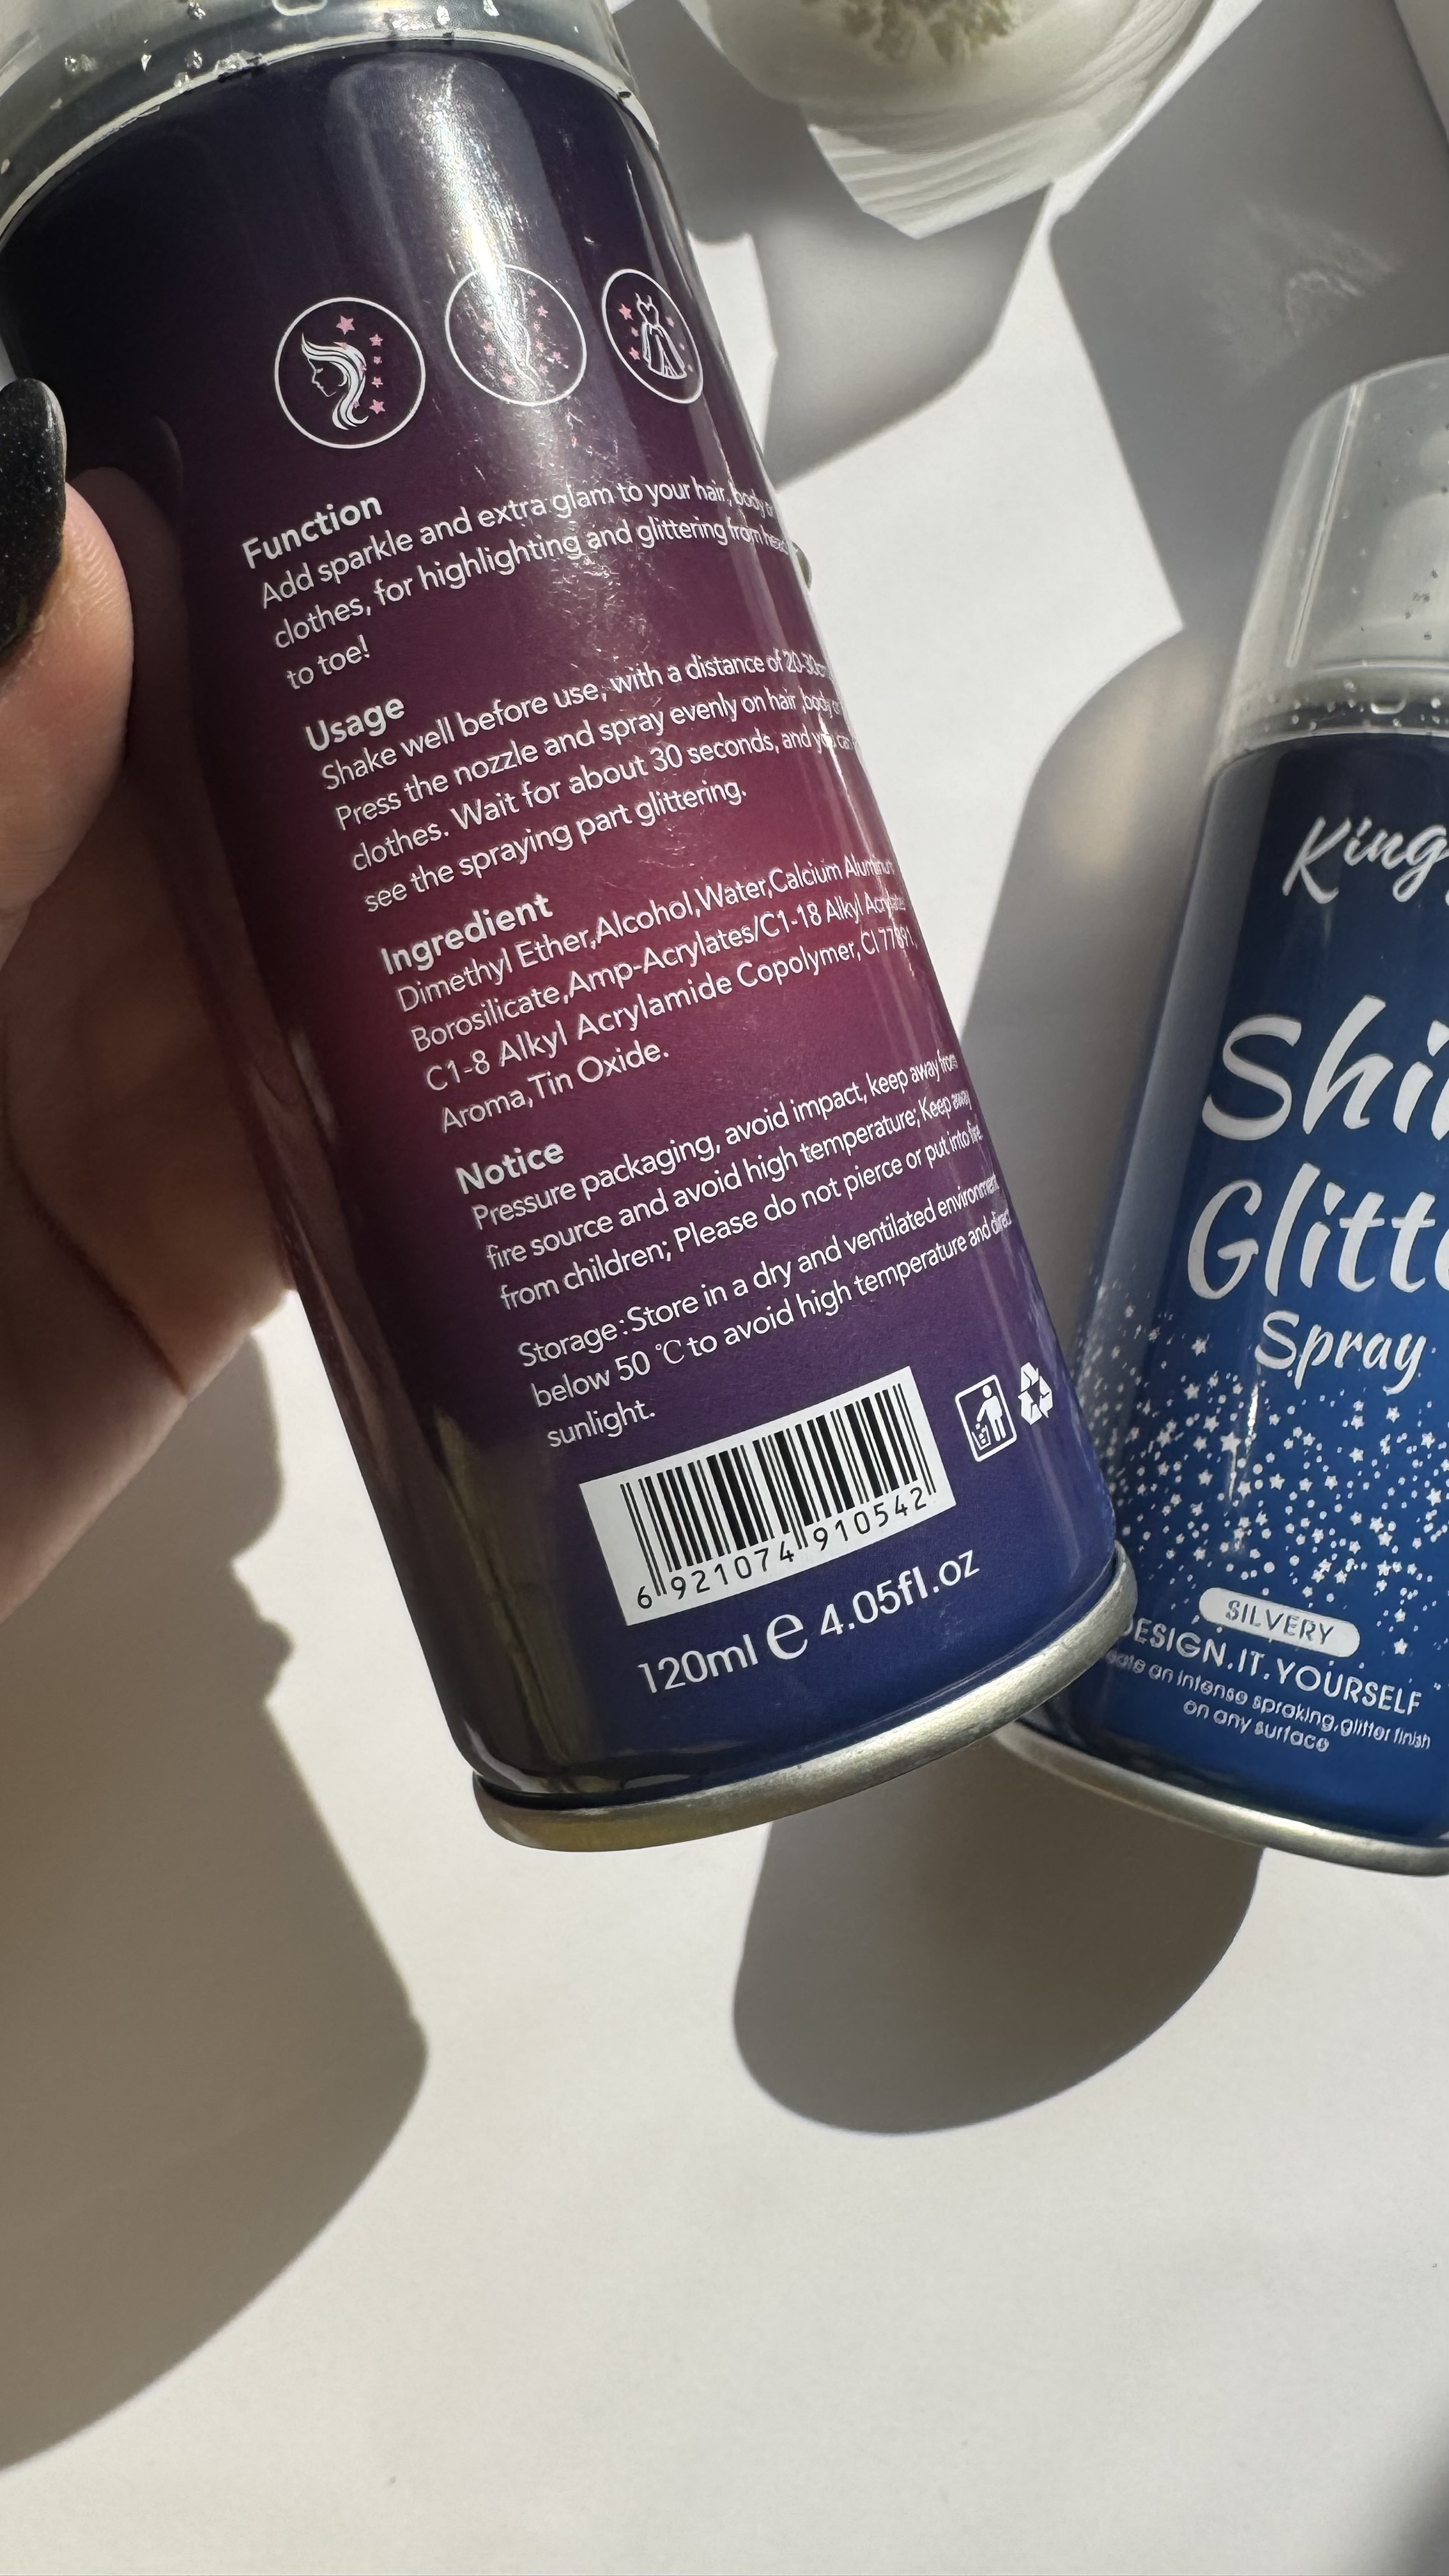 Function
Add sparkle and extra glam to your hair, body or
clothes, for highlighting and glittering from head
to toe!
Usage
Shake well before use, with a distance of 20-30cm
Press the nozzle and spray evenly on hair ,body or
clothes. Wait for about 30 seconds, and you can
see the spraying part glittering.
Ingredient
Dimethyl Ether,Alcohol,Water,Calcium Aluminum
Borosilicate,Amp-Acrylates/C1-18 Alkyl Acrylate
C1-8 Alkyl Acrylamide Copolymer, CI 77891,
Aroma,Tin Oxide.
Notice
Pressure packaging, avoid impact, keep away from
fire source and avoid high temperature; Keep away
from children; Please do not pierce or put into fire.
Storage:Store in a dry and ventilated environment
below 50 ℃ to avoid high temperature and direct
sunlight.
6 921074 910542
120ml e 4.05fl.oz
King
Shi
Glitt
Spray
SILVERY
DESIGN.IT.YOURSELF
an intense sproking,glitter finish
on any surface